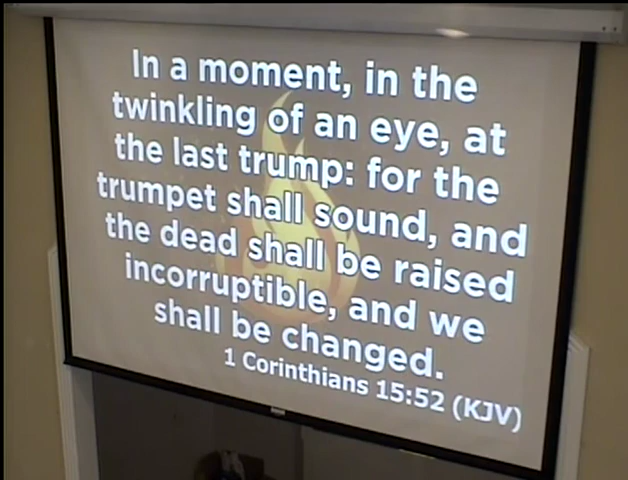 In a moment, in the
twinkling of an eye, at
the last trump: for the
trumpet shall sound, and
the dead shall be raised
incorruptible, and we
shall be changed.
1 Corinthians 15:52 (KJV)